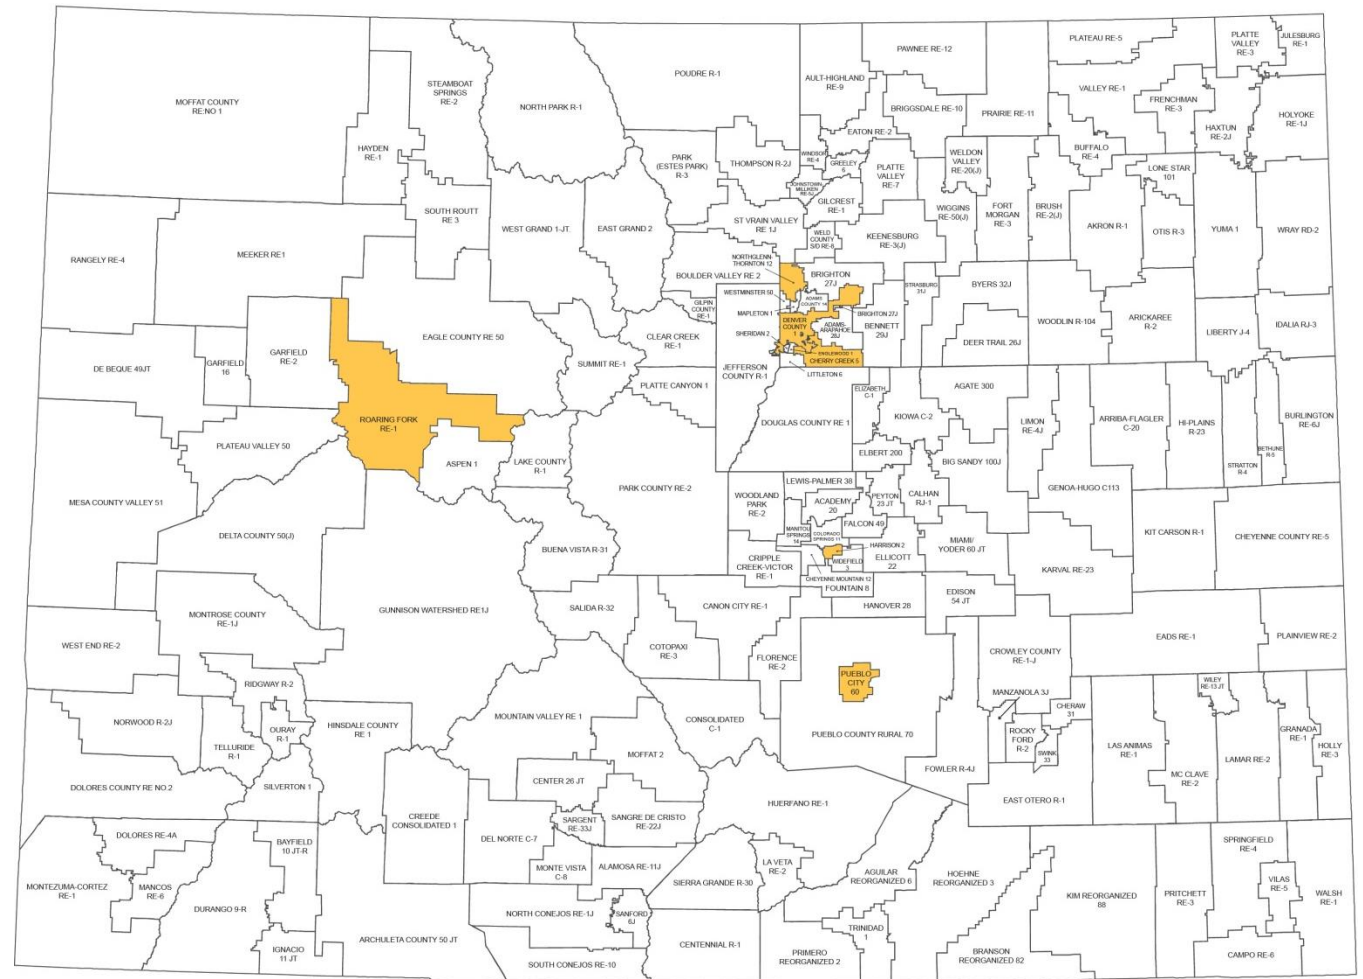 MOFFAT COUNTY
RE:NO 1
STEAMBOAT
SPRINGS
RE-2
NORTH PARK R-1
POUDRE R-1
AULT-HIGHLAND
RE-9
PAWNEE RE-12
PLATEAU RE-5
PLATTE
VALLEY
RE-3
JULESBURG
RE-1
HAYDEN
RE-1
BRIGGSDALE RE-10
PRAIRIE RE-11
VALLEY RE-1
FRENCHMAN
RE-3
HAXTUN
RE-2J
HOLYOKE
RE-1J
EATON RE-2
BUFFALO
RE-4
PARK
(ESTES PARK)
R-3
THOMPSON R-2J
WINDSOR
RE-4
GREELEY
6
PLATTE
VALLEY
RE-7
WELDON
VALLEY
RE-20(J)
LONE STAR
101
JOHNSTOWN-
MILLIKEN
RE-5J
GILCREST
RE-1
WIGGINS
RE-50(J)
FORT
MORGAN
RE-3
BRUSH
RE-2(J)
AKRON R-1
OTIS R-3
YUMA 1
WRAY RD-2
SOUTH ROUTT
RE 3
WEST GRAND 1-JT.
EAST GRAND 2
ST VRAIN VALLEY
RE 1J
WELD
COUNTY
S/D RE-8
KEENESBURG
RE-3(J)
RANGELY RE-4
MEEKER RE1
NORTHGLENN-
THORNTON 12
BOULDER VALLEY RE 2
BRIGHTON
27J
STRASBURG
31J
BYERS 32J
WESTMINSTER 50
ADAMS
COUNTY 14
GILPIN
COUNTY
RE-1
MAPLETON 1
BRIGHTON 27J
DENVER
COUNTY
1
ADAMS-
ARAPAHOE
28J
BENNETT
29J
WOODLIN R-104
ARICKAREE
R-2
LIBERTY J-4
IDALIA RJ-3
EAGLE COUNTY RE 50
CLEAR CREEK
RE-1
SHERIDAN 2
DEER TRAIL 26J
GARFIELD
RE-2
GARFIELD
16
DE BEQUE 49JT
SUMMIT RE-1
ENGLEWOOD 1
CHERRY CREEK 5
JEFFERSON
COUNTY R-1
LITTLETON 6
PLATTE CANYON 1
ELIZABETH
C-1
AGATE 300
ROARING FORK
RE-1
DOUGLAS COUNTY RE 1
KIOWA C-2
LIMON
RE-4J
ARRIBA-FLAGLER
C-20
HI-PLAINS
R-23
BURLINGTON
RE-6J
PLATEAU VALLEY 50
ASPEN 1
LAKE COUNTY
R-1
ELBERT 200
BIG SANDY 100J
STRATTON
R-4
BETHUNE
R-5
MESA COUNTY VALLEY 51
PARK COUNTY RE-2
WOODLAND
PARK
RE-2
LEWIS-PALMER 38
ACADEMY
20
PEYTON
23 JT
CALHAN
RJ-1
GENOA-HUGO C113
FALCON 49
MANITOU
SPRINGS
14
COLORADO
SPRINGS 11
KIT CARSON R-1
CHEYENNE COUNTY RE-5
DELTA COUNTY 50(J)
BUENA VISTA R-31
HARRISON 2
MIAMI/
YODER 60 JT
CRIPPLE
CREEK-VICTOR
RE-1
WIDEFIELD
3
ELLICOTT
22
KARVAL RE-23
CHEYENNE MOUNTAIN 12
FOUNTAIN 8
MONTROSE COUNTY
RE-1J
GUNNISON WATERSHED RE1J
SALIDA R-32
CANON CITY RE-1
HANOVER 28
EDISON
54 JT
WEST END RE-2
COTOPAXI
RE-3
FLORENCE
RE-2
CROWLEY COUNTY
RE-1-J
EADS RE-1
PLAINVIEW RE-2
RIDGWAY R-2
PUEBLO
CITY
60
WILEY
RE-13 JT
MANZANOLA 3J
CHERAW
31
NORWOOD R-2J
OURAY
R-1
HINSDALE COUNTY
RE 1
MOUNTAIN VALLEY RE 1
CONSOLIDATED
C-1
PUEBLO COUNTY RURAL 70
ROCKY
FORD
R-2
SWINK
33
LAS ANIMAS
RE-1
GRANADA
RE-1
HOLLY
RE-3
TELLURIDE
R-1
MOFFAT 2
LAMAR RE-2
MC CLAVE
RE-2
FOWLER R-4J
DOLORES COUNTY RE NO.2
SILVERTON 1
CENTER 26 JT
HUERFANO RE-1
EAST OTERO R-1
CREEDE
CONSOLIDATED 1
SARGENT
RE-33J
SANGRE DE CRISTO
RE-22J
DOLORES RE-4A
BAYFIELD
10 JT-R
DEL NORTE C-7
SPRINGFIELD
RE-4
MONTE VISTA
C-8
ALAMOSA RE-11J
LA VETA
RE-2
AGUILAR
REORGANIZED 6
HOEHNE
REORGANIZED 3
MONTEZUMA-CORTEZ
RE-1
MANCOS
RE-6
SIERRA GRANDE R-30
KIM REORGANIZED
88
PRITCHETT
RE-3
VILAS
RE-5
WALSH
RE-1
DURANGO 9-R
NORTH CONEJOS RE-1J
SANFORD
6J
TRINIDAD
1
IGNACIO
11 JT
ARCHULETA COUNTY 50 JT
CENTENNIAL R-1
PRIMERO
REORGANIZED 2
BRANSON
REORGANIZED 82
CAMPO RE-6
SOUTH CONEJOS RE-10